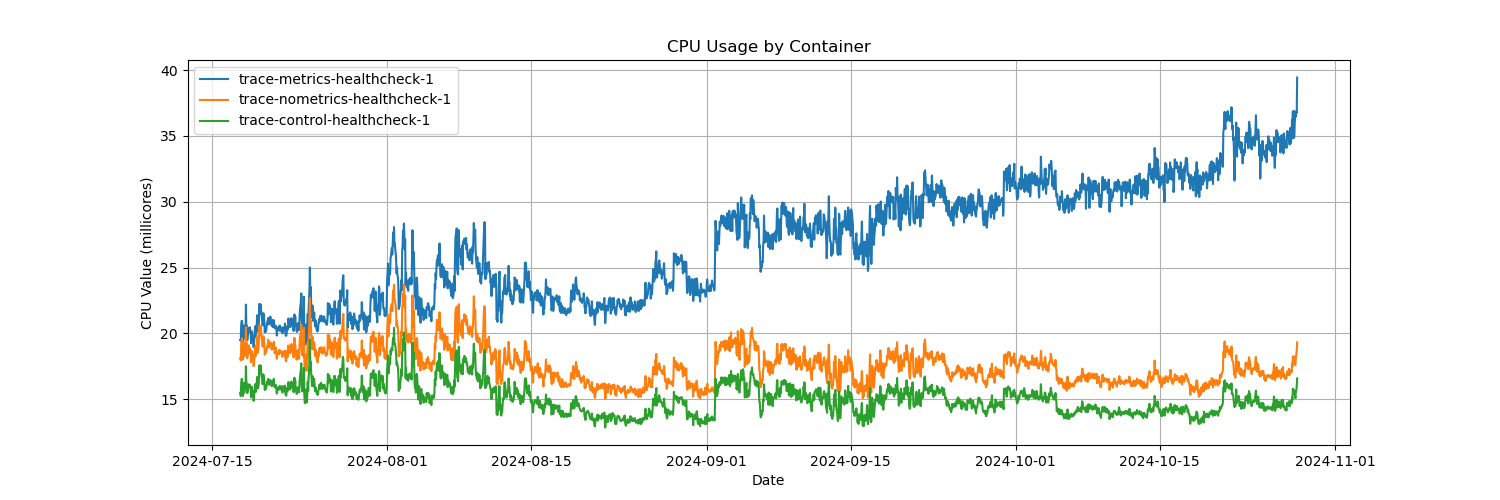 CPU Usage by Container
trace-metrics-healthcheck-1
trace-nometrics-healthcheck-1
trace-control-healthcheck-1
CPU Value (millicores)
40
35
30
25
20
15
2024-07-15 2024-08-01 2024-08-15 2024-09-01 2024-09-15 2024-10-01 2024-10-15 2024-11-01
Date